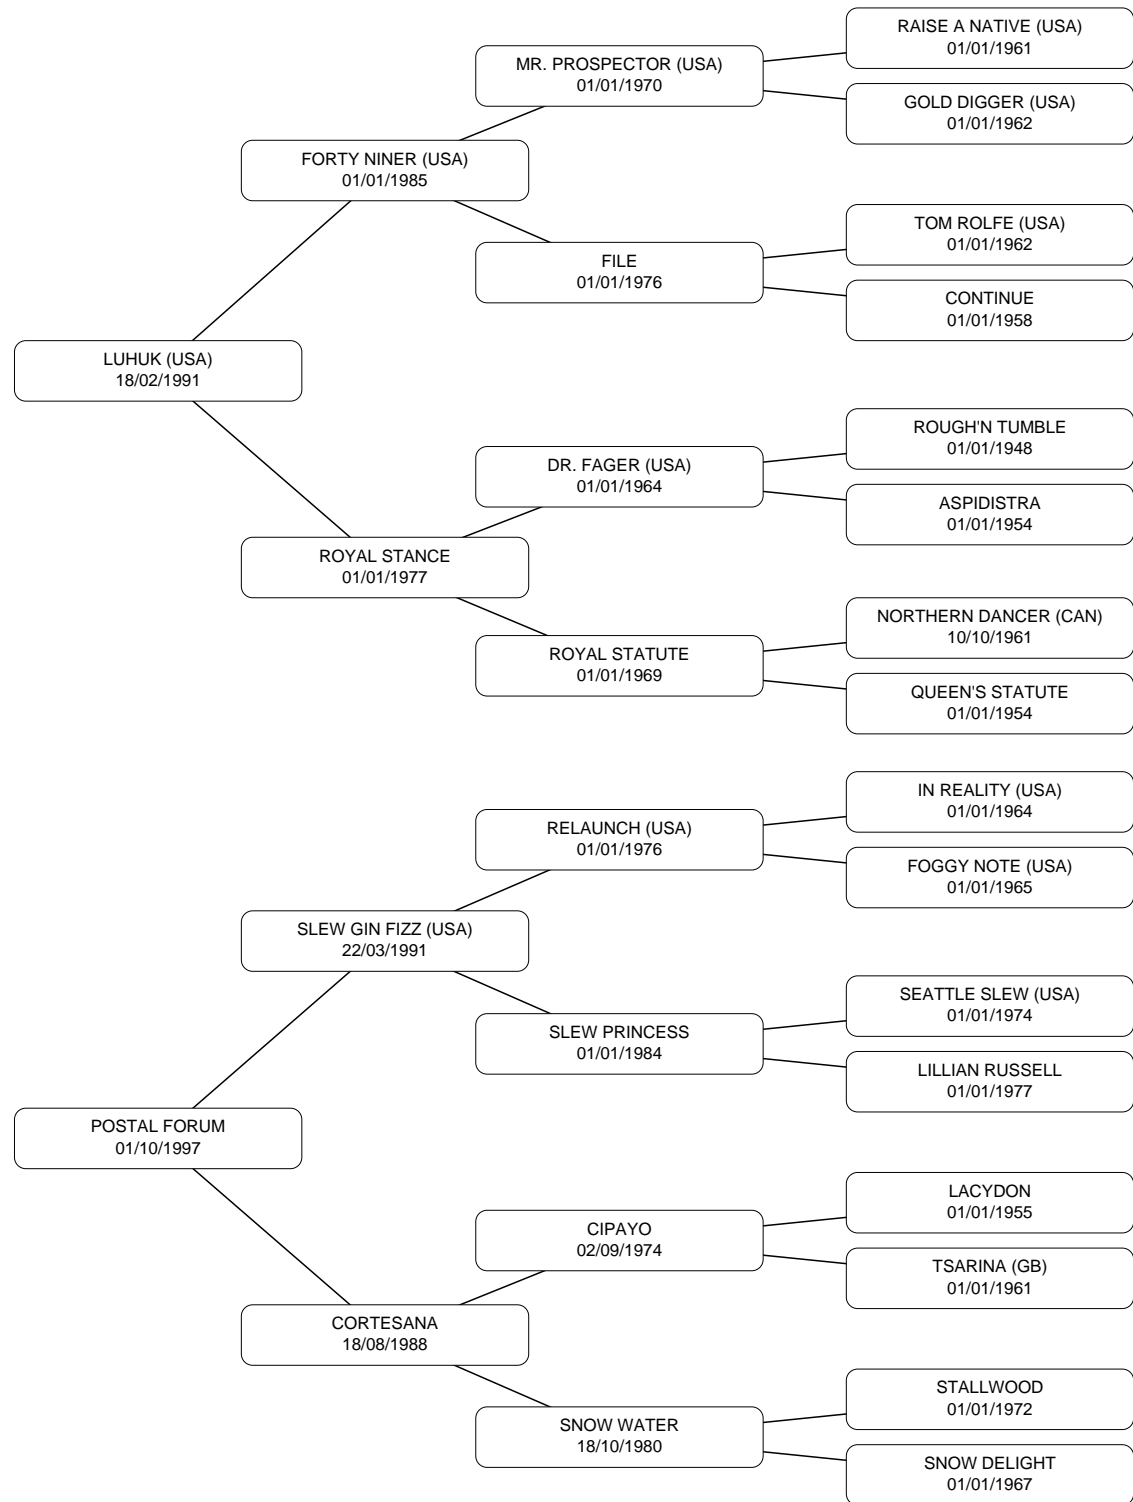 RAISE A NATIVE (USA)
01/01/1961
MR. PROSPECTOR (USA)
01/01/1970
GOLD DIGGER (USA)
01/01/1962
FORTY NINER (USA)
01/01/1985
TOM ROLFE (USA)
01/01/1962
FILE
01/01/1976
CONTINUE
01/01/1958
LUHUK (USA)
18/02/1991
ROUGH'N TUMBLE
01/01/1948
DR. FAGER (USA)
01/01/1964
ASPIDISTRA
01/01/1954
ROYAL STANCE
01/01/1977
NORTHERN DANCER (CAN)
10/10/1961
ROYAL STATUTE
01/01/1969
QUEEN'S STATUTE
01/01/1954
IN REALITY (USA)
01/01/1964
RELAUNCH (USA)
01/01/1976
FOGGY NOTE (USA)
01/01/1965
SLEW GIN FIZZ (USA)
22/03/1991
SEATTLE SLEW (USA)
01/01/1974
SLEW PRINCESS
01/01/1984
LILLIAN RUSSELL
01/01/1977
POSTAL FORUM
01/10/1997
LACYDON
01/01/1955
CIPAYO
02/09/1974
TSARINA (GB)
01/01/1961
CORTESANA
18/08/1988
STALLWOOD
01/01/1972
SNOW WATER
18/10/1980
SNOW DELIGHT
01/01/1967